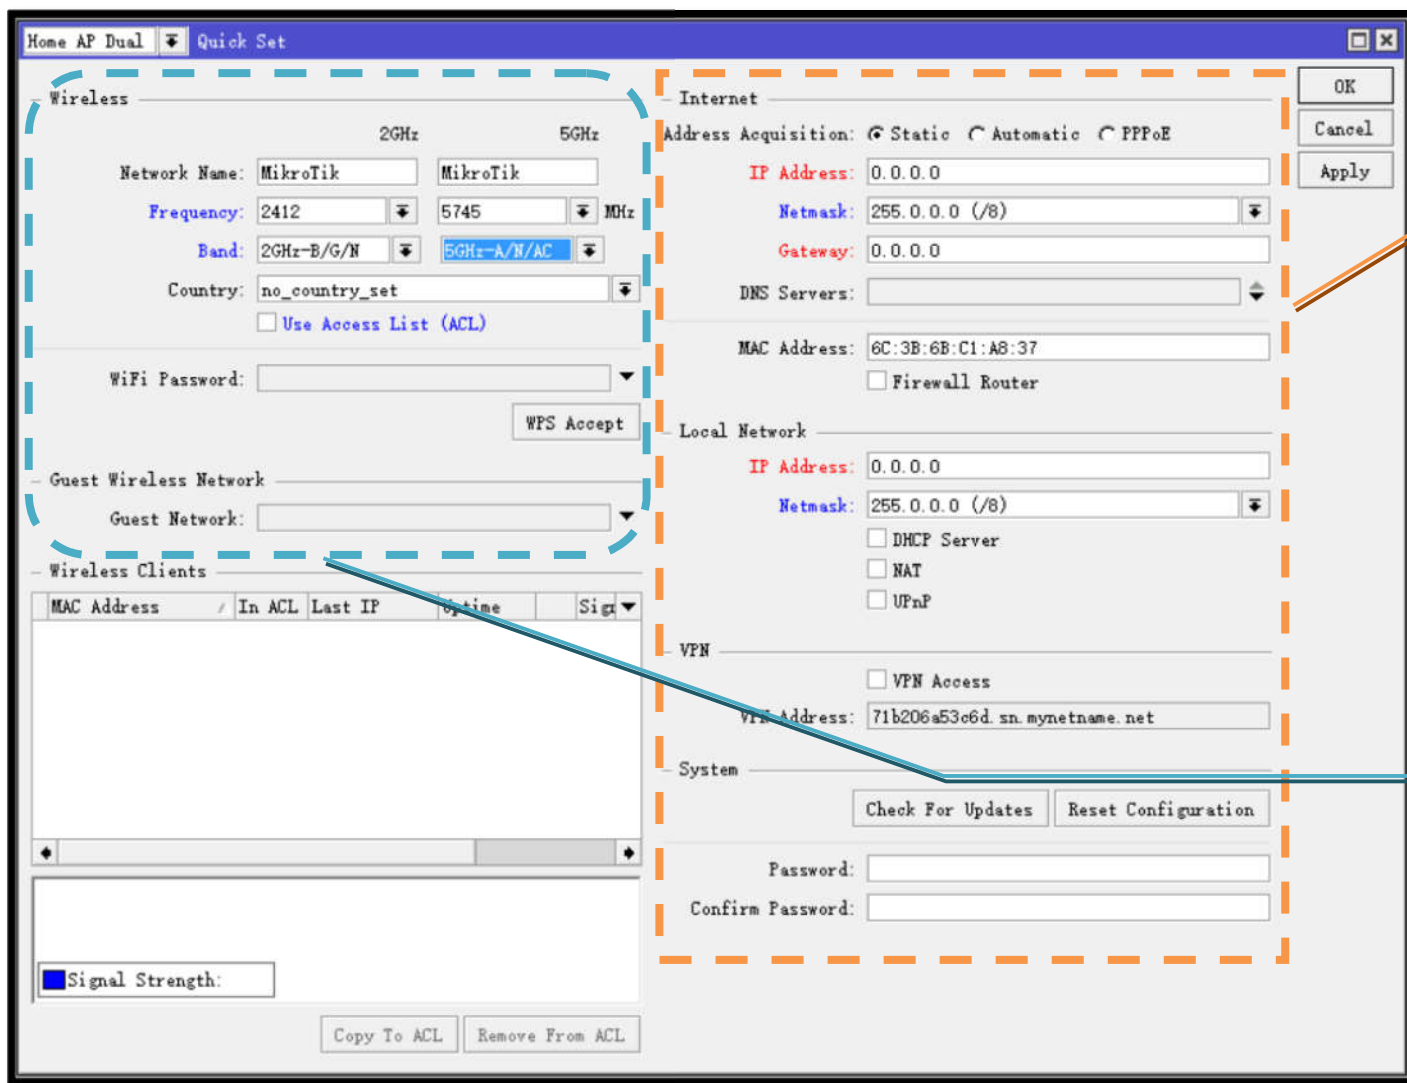 Home AP Dual Quick Set
Wireless
2GHz 5GHz
Network Name: MikroTik MikroTik
Frequency: 2412 5745 MHz
Band: 2GHz-B/G/N 5GHz-A/N/AC
Country: no_country_set
Use Access List (ACL)
WiFi Password:
WPS Accept
Guest Wireless Network
Guest Network:
Wireless Clients
MAC Address In ACL Last IP Uptime Sig
Signal Strength:
Copy To ACL Remove From ACL
Internet
Address Acquisition: Static Automatic PPPoE
IP Address: 0.0.0.0
Netmask: 255.0.0.0 (/8)
Gateway: 0.0.0.0
DNS Servers:
MAC Address: 6C:3B:6B:C1:A8:37
Firewall Router
Local Network
IP Address: 0.0.0.0
Netmask: 255.0.0.0 (/8)
DHCP Server
NAT
UPnP
VPN
VPN Access
VPN Address: 71b206a53c6d.sn.mynetname.net
System
Check For Updates Reset Configuration
Password:
Confirm Password:
OK
Cancel
Apply